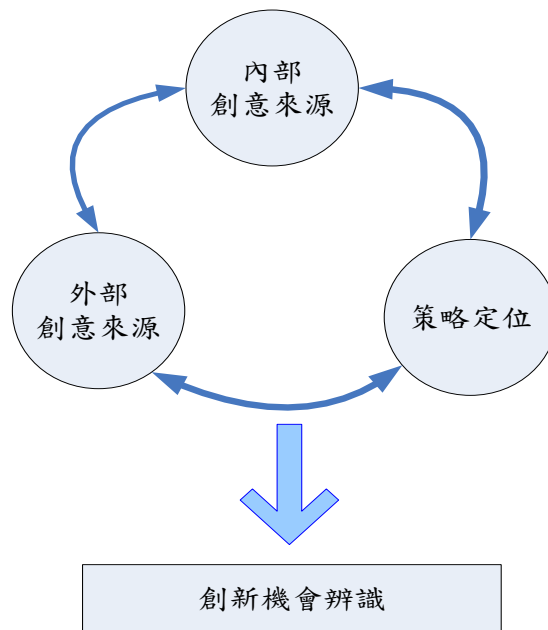 內部
創意來源
外部
創意來源
策略定位
創新機會辨識